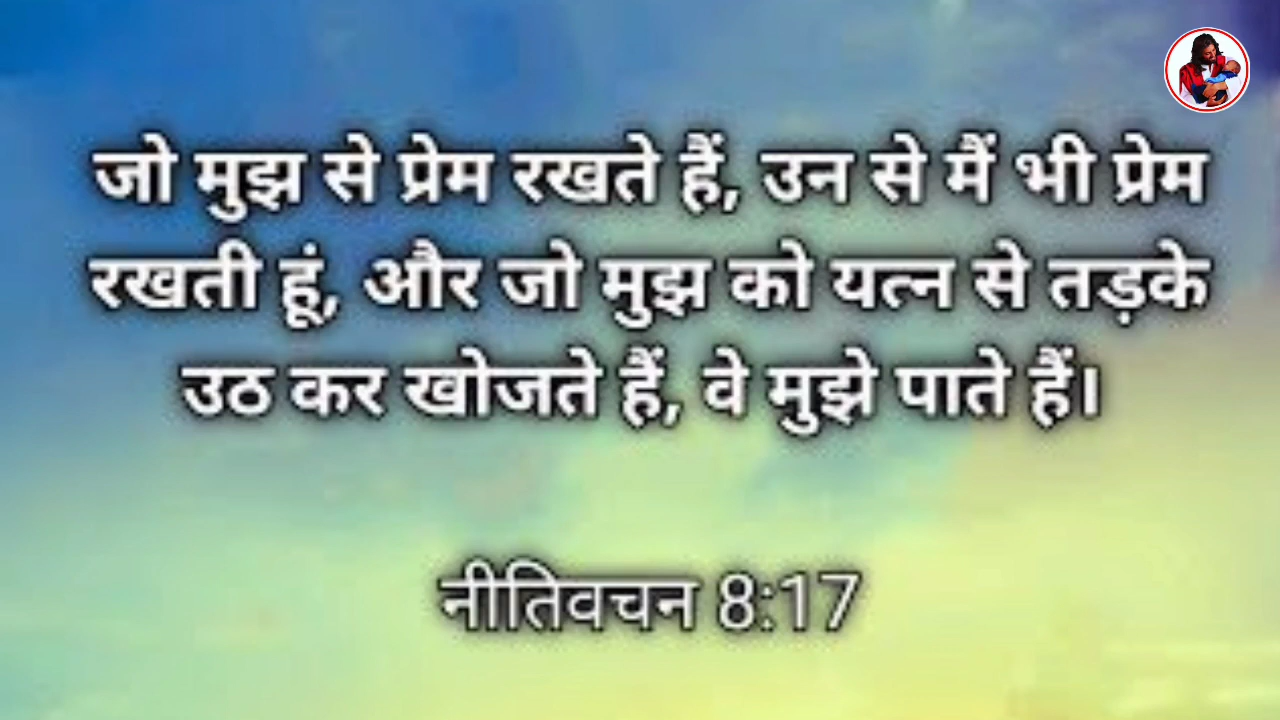 जो मुझ से प्रेम रखते हैं, उन से मैं भी प्रेम
रखती हूं, और जो मुझ को यत्न से तड़के
उठ कर खोजते हैं, वे मुझे पाते हैं।
नीतिवचन 8:17